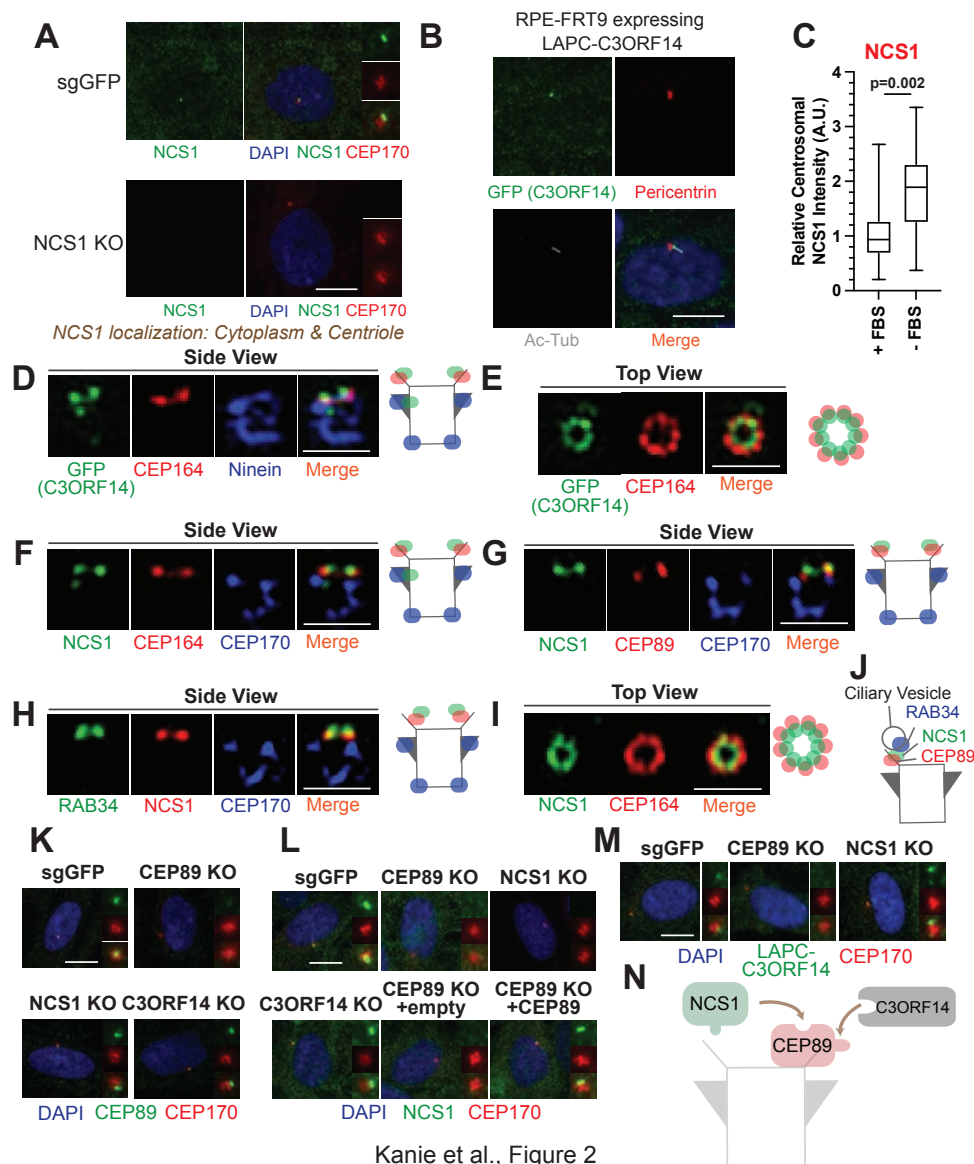 A
sgGFP
NCS1
DAPI NCS1 CEP170
NCS1 KO
NCS1
DAPI NCS1 CEP170
NCS1 localization: Cytoplasm & Centriole
B
RPE-FRT9 expressing
LAPC-C3ORF14
GFP (C3ORF14)
Pericentrin
Ac-Tub
Merge
C
NCS1
p=0.002
Relative Centrosomal
NCS1 Intensity (A.U.)
4
3
2
1
0
+ FBS
- FBS
D
Side View
GFP
(C3ORF14)
CEP164
Ninein
Merge
E
Top View
GFP
(C3ORF14)
CEP164
Merge
F
Side View
NCS1
CEP164
CEP170
Merge
G
Side View
NCS1
CEP89
CEP170
Merge
H
Side View
RAB34
NCS1
CEP170
Merge
I
Top View
NCS1
CEP164
Merge
J
Ciliary Vesicle
RAB34
NCS1
CEP89
K
sgGFP
CEP89 KO
NCS1 KO
C3ORF14 KO
DAPI CEP89 CEP170
L
sgGFP
CEP89 KO
NCS1 KO
C3ORF14 KO
CEP89 KO
+empty
CEP89 KO
+CEP89
DAPI
NCS1
CEP170
M
sgGFP
CEP89 KO
NCS1 KO
DAPI
LAPC-
C3ORF14
CEP170
N
NCS1
C3ORF14
CEP89
Kanie et al., Figure 2